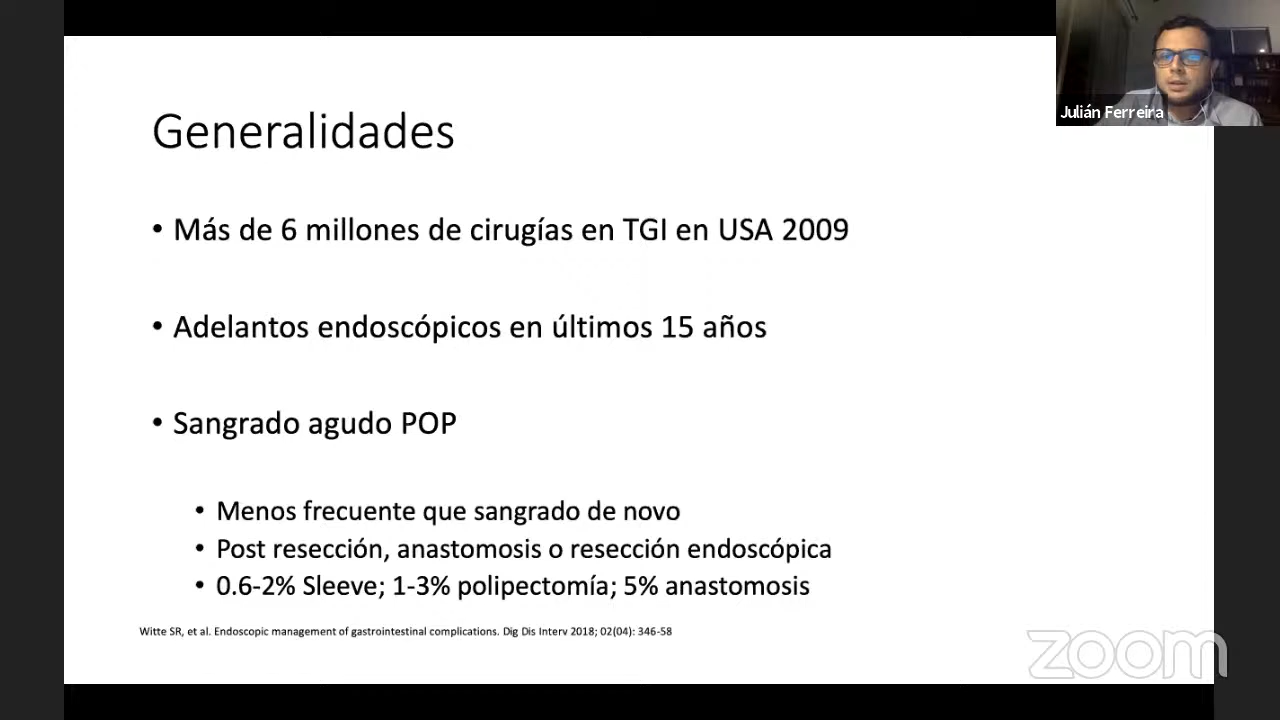 Julián Ferreira
Generalidades
• Más de 6 millones de cirugías en TGI en USA 2009
• Adelantos endoscópicos en últimos 15 años
• Sangrado agudo POP
• Menos frecuente que sangrado de novo
• Post resección, anastomosis o resección endoscópica
• 0.6-2% Sleeve; 1-3% polipectomía; 5% anastomosis
Witte SR, et al. Endoscopic management of gastrointestinal complications. Dig Dis Interv 2018; 02(04): 346-58
zoom